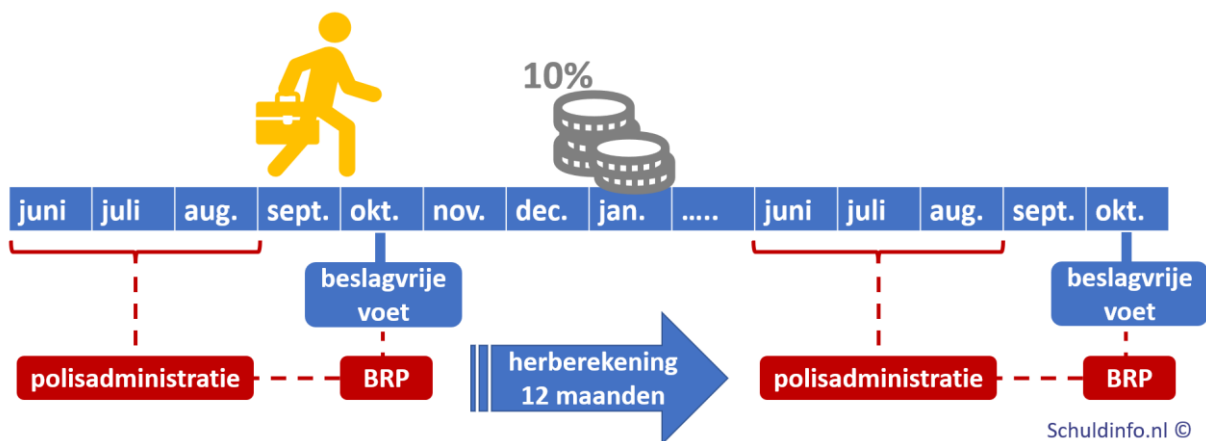 10%
juni juli aug. sept. okt. nov. dec. jan. ..... juni juli aug. sept. okt.
beslagvrije
voet
beslagvrije
voet
polisadministratie
BRP
herberekening
12 maanden
polisadministratie
BRP
Schuldinfo.nl ©